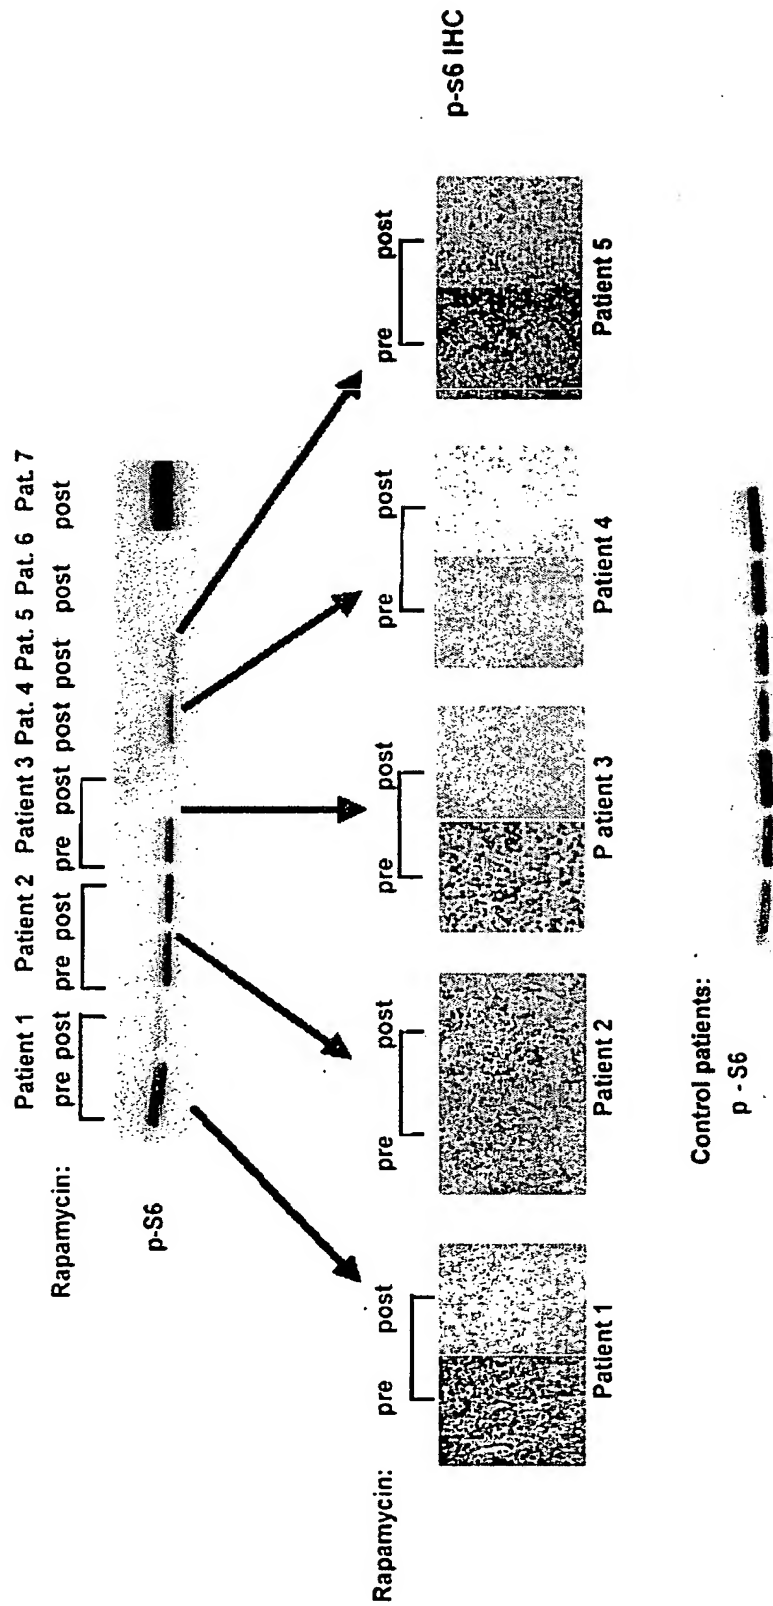 Rapamycin:
Patient 1 Patient 2 Patient 3 Pat. 4 Pat. 5 Pat. 6 Pat. 7
pre post pre post pre post post post post post
p-S6
Rapamycin:
pre post pre post pre post pre post pre post
p-s6 IHC
Patient 1 Patient 2 Patient 3 Patient 4 Patient 5
Control patients:
p - S6